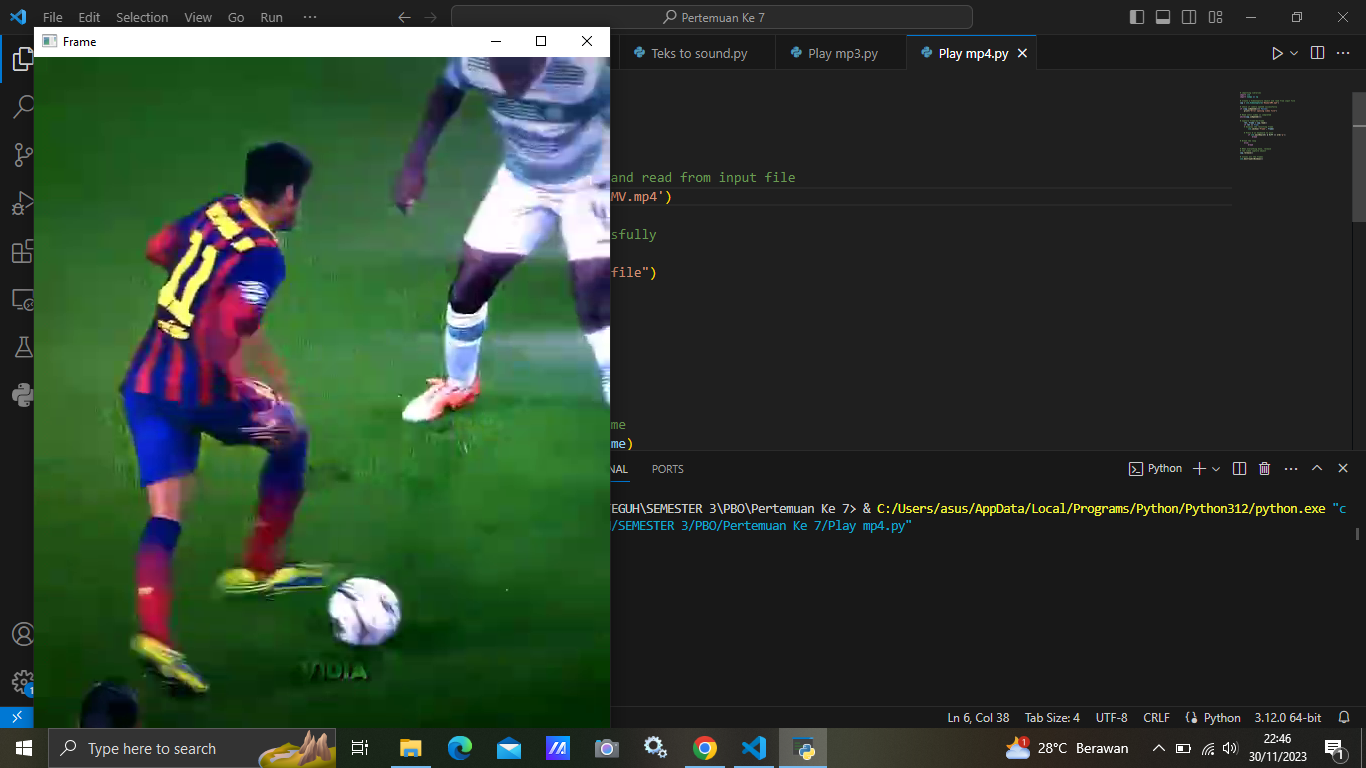 File Edit Selection View Go Run ···
Pertemuan Ke 7
Frame
Teks to sound.py
Play mp3.py
Play mp4.py
and read from input file
MV.mp4')
sfully
file")
me
me)
11
VIDIA
NAL PORTS
Python
EGUH\SEMESTER 3\PBO\Pertemuan Ke 7> & C:/Users/asus/AppData/Local/Programs/Python/Python312/python.exe "c
/SEMESTER 3/PBO/Pertemuan Ke 7/Play mp4.py"
1
Ln 6, Col 38 Tab Size: 4 UTF-8 CRLF Python 3.12.0 64-bit
Type here to search
1
28°C Berawan
22:46
30/11/2023
1